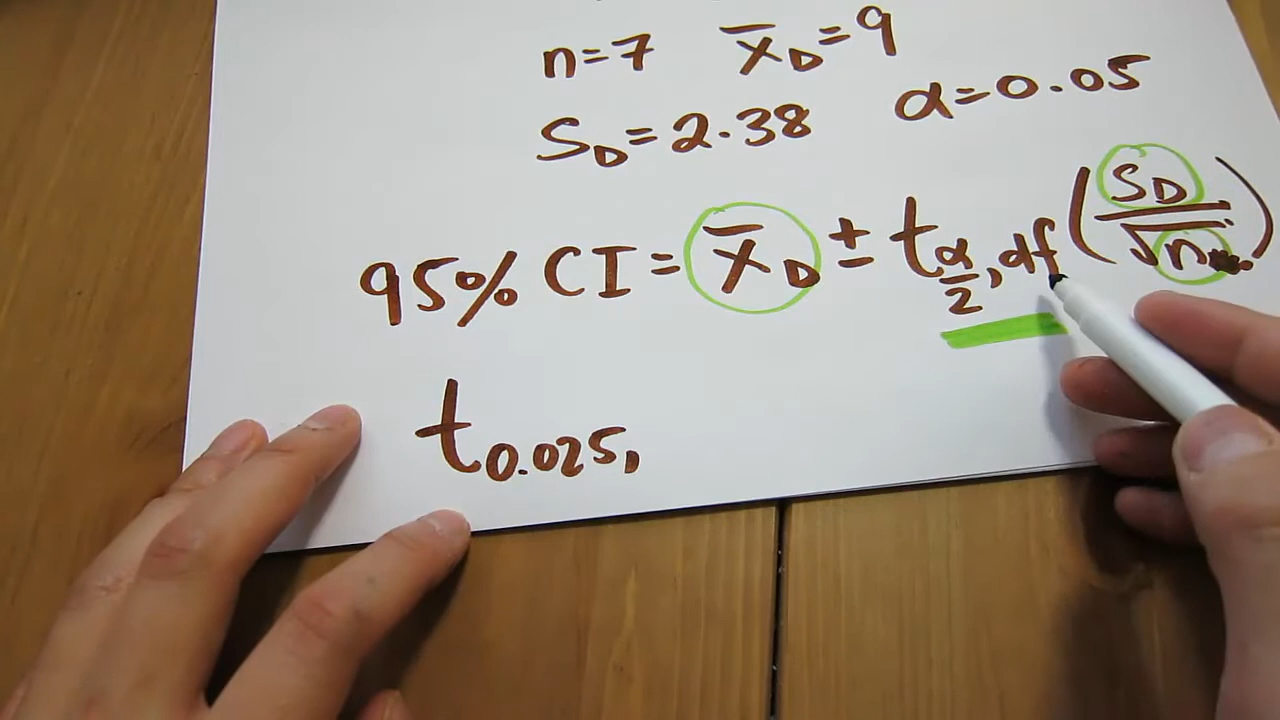 n=7 x̄D=9
SD=2.38 α=0.05
95% CI = x̄D ± tα/2,df (SD/√n)
t0.025,